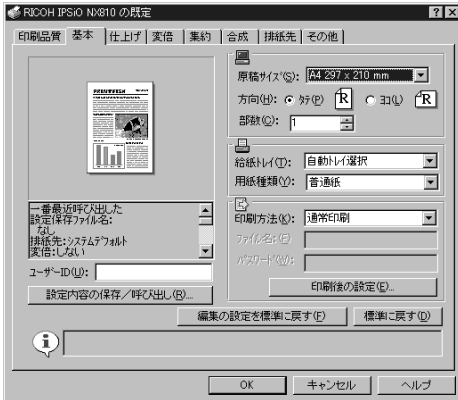 RICOH IPSiO NX810 の既定
印刷品質 基本 仕上げ 変倍 集約 合成 排紙先 その他
原稿サイズ(S): A4 297 x 210 mm
方向(H): タテ(P) R ヨコ(L) R
部数(C): 1
給紙トレイ(T): 自動トレイ選択
用紙種類(Y): 普通紙
一番最近呼び出した
設定保存ファイル名:
なし
排紙先:システムデフォルト
変倍:しない
印刷方法(K): 通常印刷
ファイル名:(F)
パスワード(W):
ユーザーID(U):
設定内容の保存/呼び出し(R)...
印刷後の設定(E)...
編集の設定を標準に戻す(F) 標準に戻す(D)
OK キャンセル ヘルプ